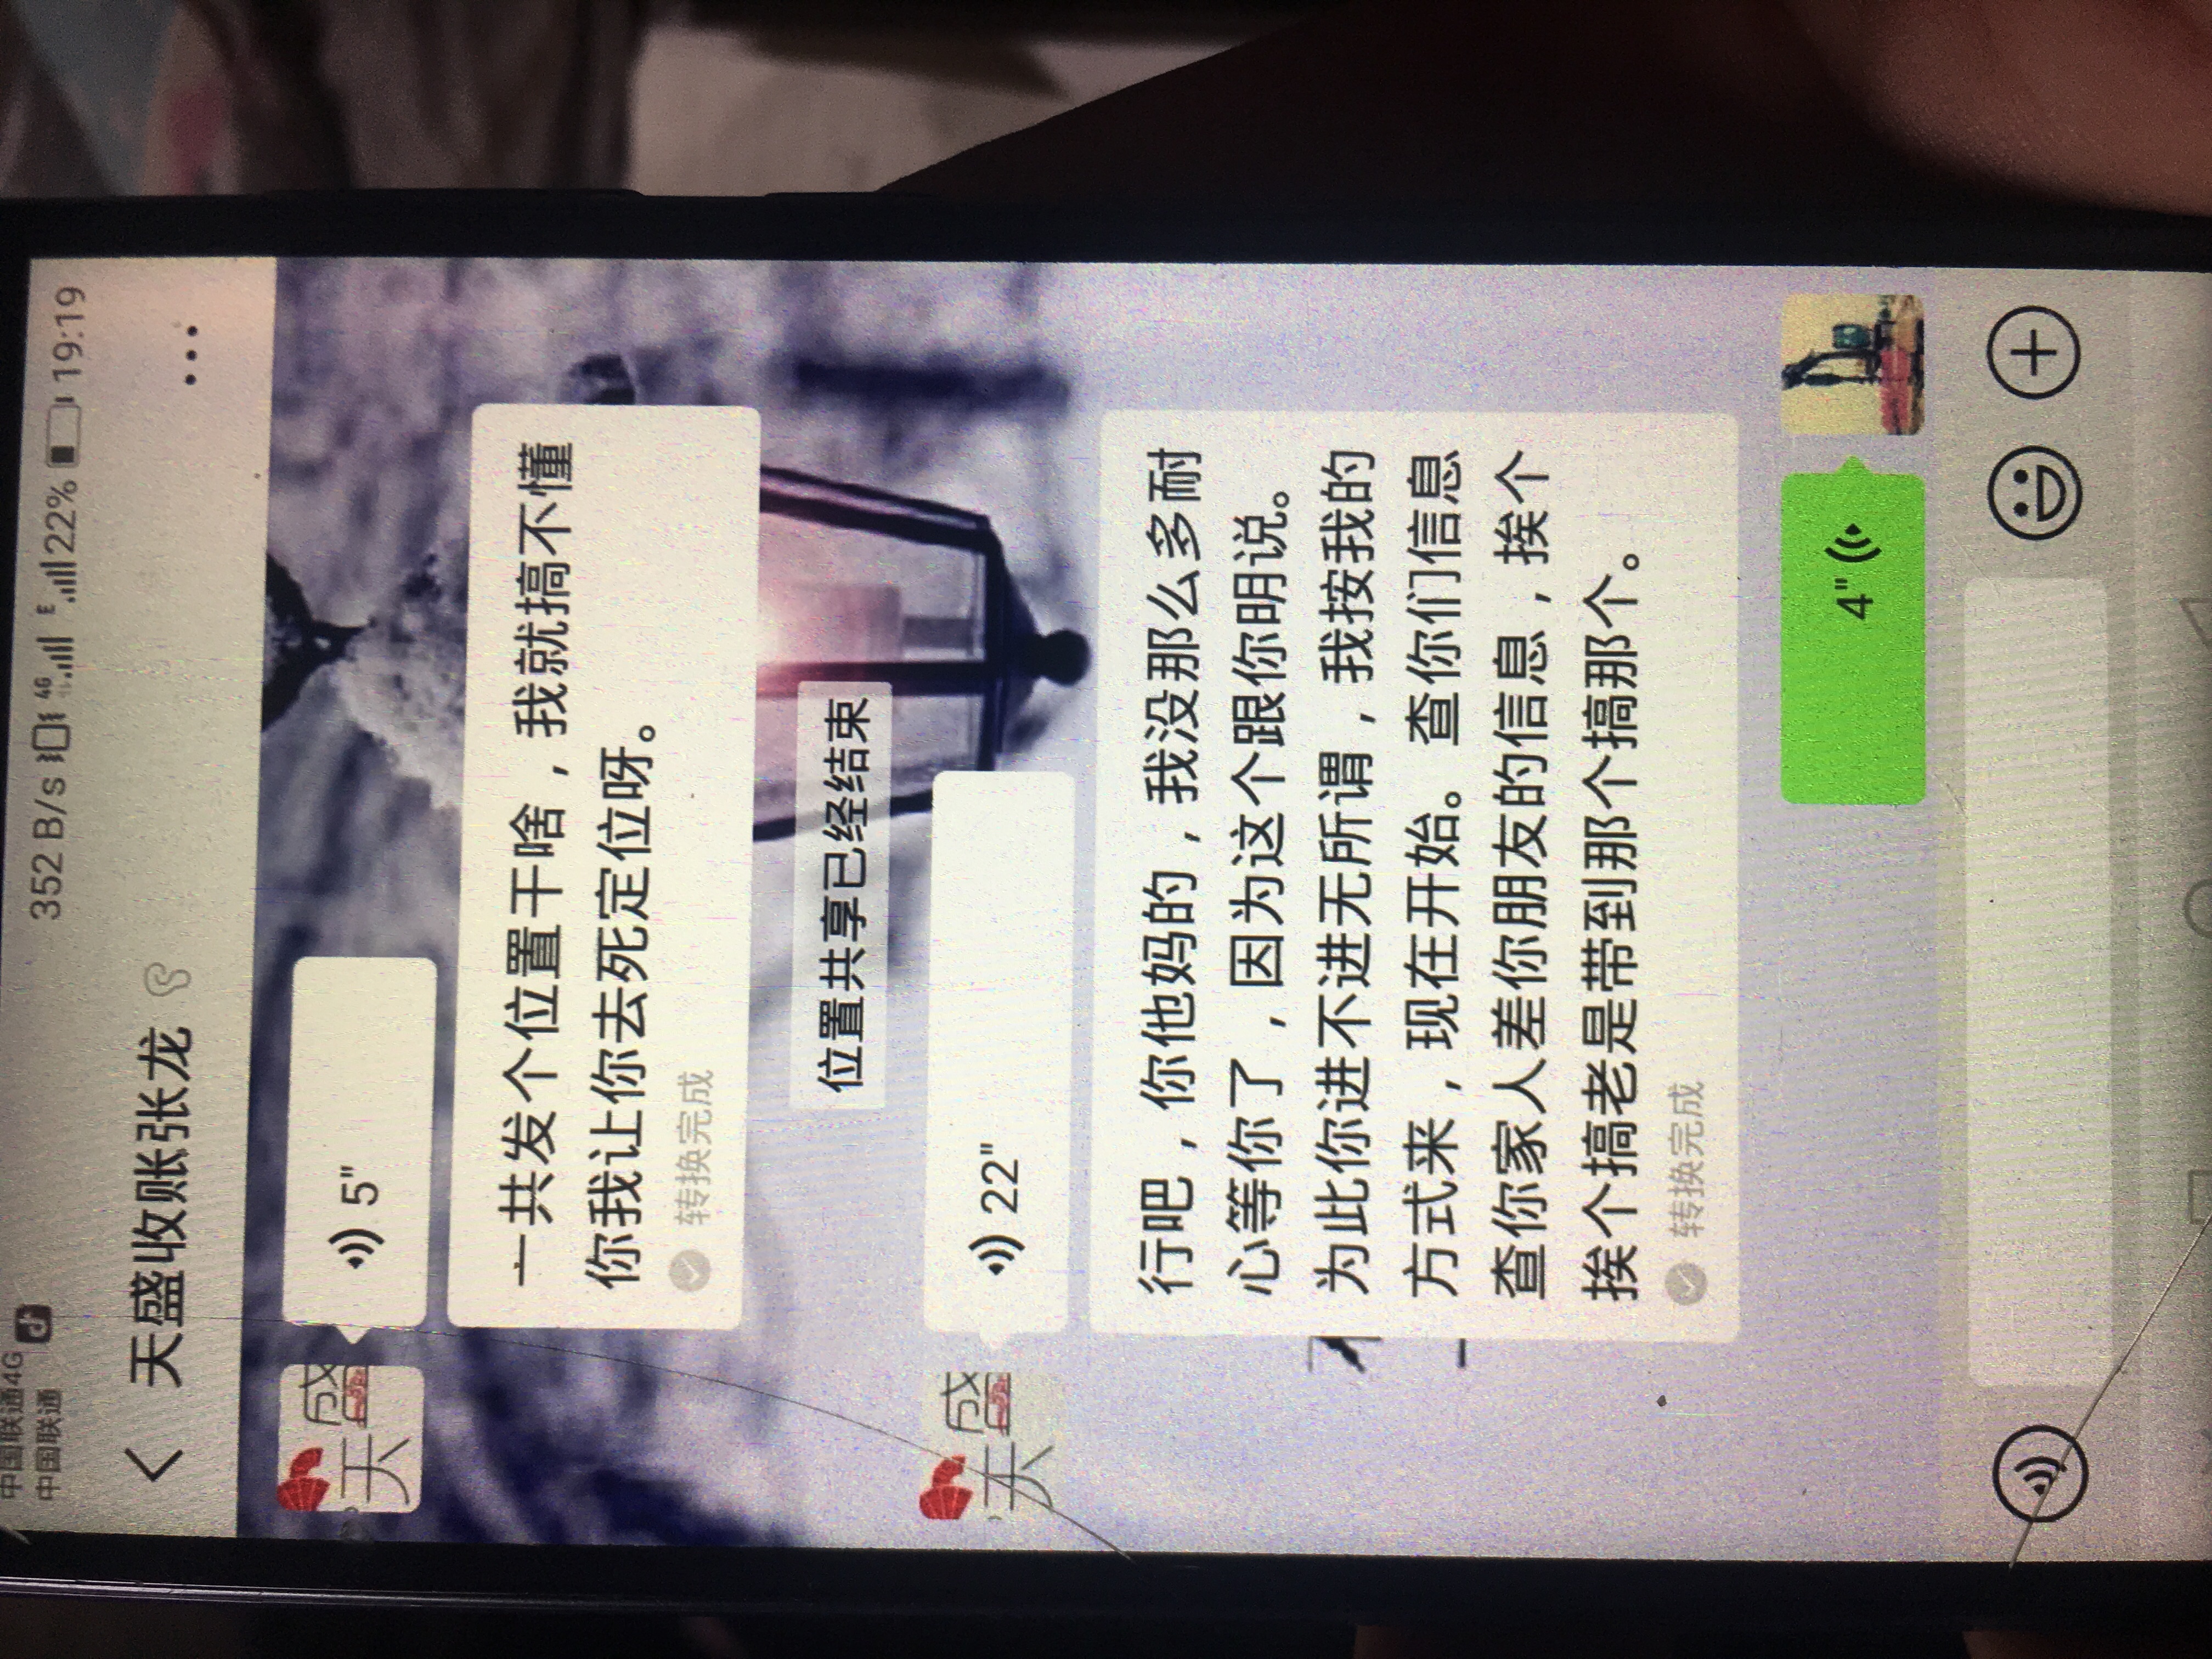 中国联通4G
中国联通
352 B/s 4G E 22% 19:19
天盛收账张龙
...
天盛
5"
一共发个位置干啥，我就搞不懂
你我让你去死定位呀。
转换完成
位置共享已经结束
天盛
22"
行吧，你他妈的，我没那么多耐
心等你了，因为这个跟你明说。
为此你进不进无所谓，我按我的
方式来，现在开始。查你们信息
查你家人差你朋友的信息，挨个
挨个搞老是带到那个搞那个。
转换完成
4"